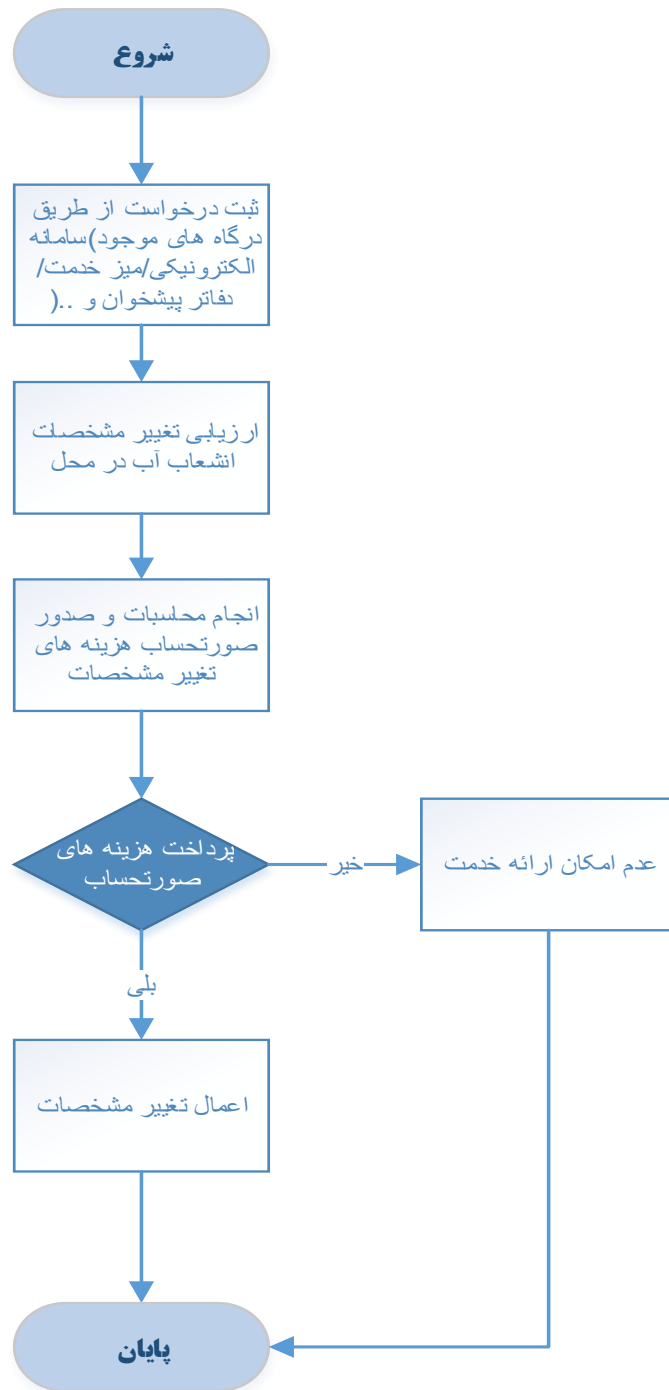 شروع
ثبت درخواست از طریق
درگاه های موجود)سامانه
الکترونیکی/میز خدمت/
دفاتر پیشخوان و ..(
ارزیابی تغییر مشخصات
انشعاب آب در محل
انجام محاسبات و صدور
صورتحساب هزینه های
تغییر مشخصات
پرداخت هزینه های
صورتحساب
خیر
عدم امکان ارائه خدمت
بلی
اعمال تغییر مشخصات
پایان